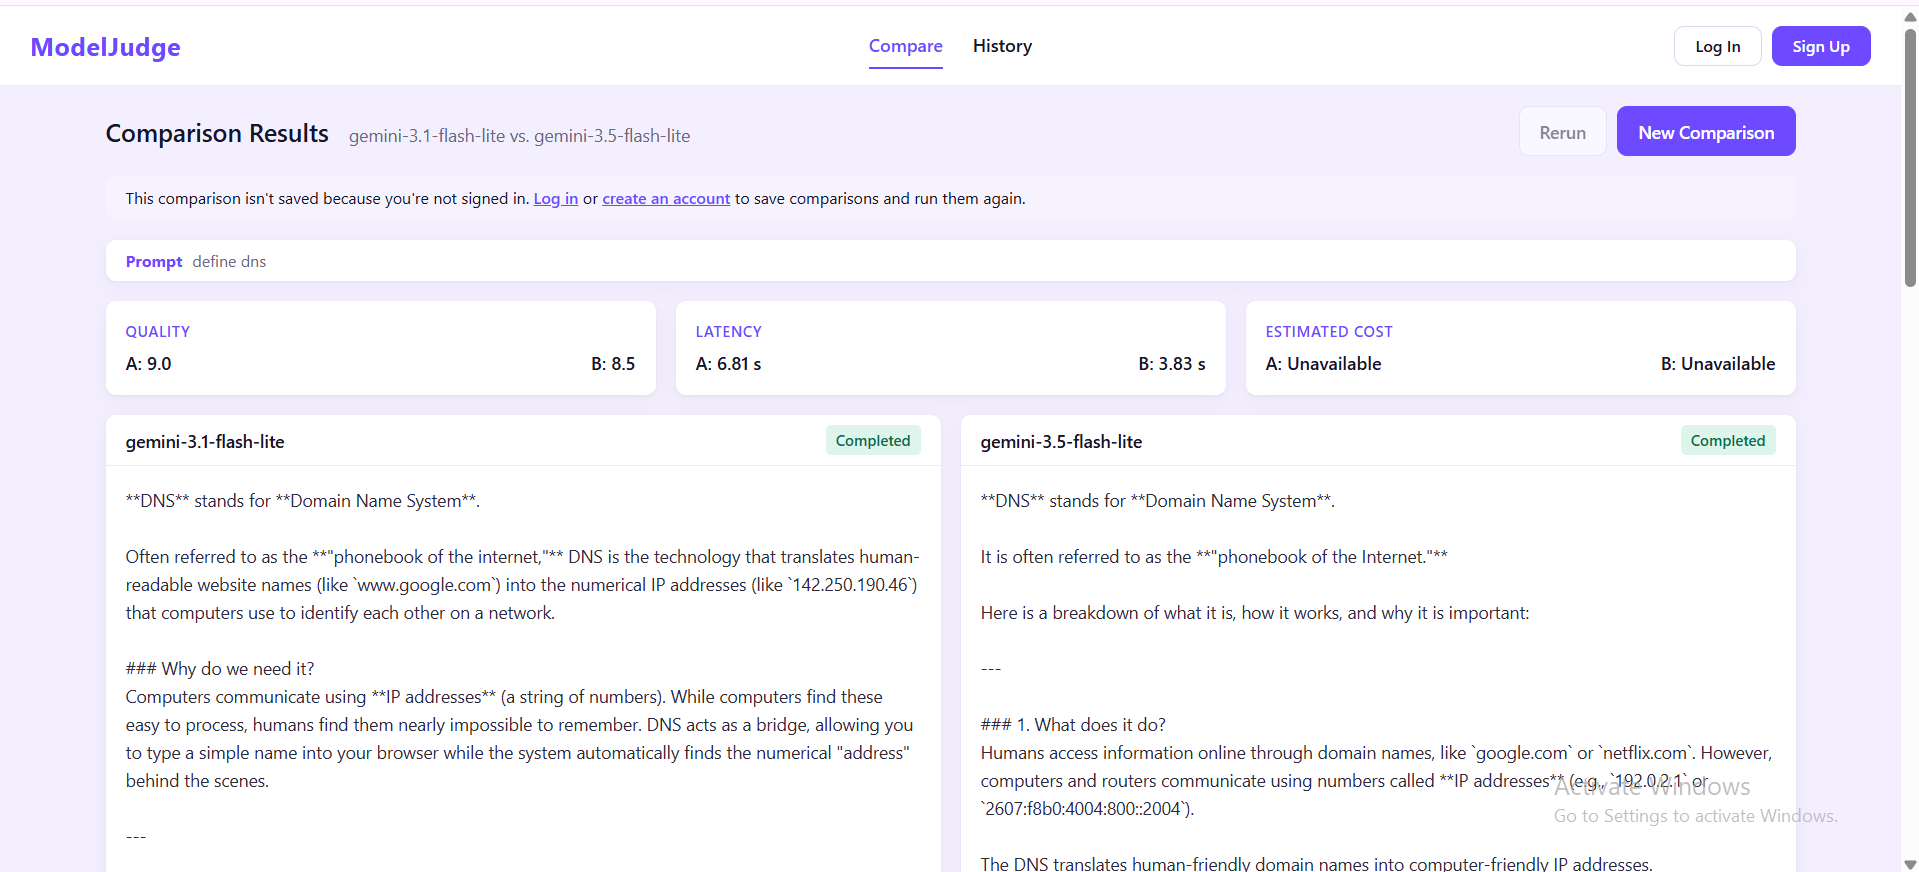 ModelJudge
Compare
History
Log In
Sign Up
Comparison Results
gemini-3.1-flash-lite vs. gemini-3.5-flash-lite
Rerun
New Comparison
This comparison isn't saved because you're not signed in. Log in or create an account to save comparisons and run them again.
Prompt define dns
QUALITY
A: 9.0
B: 8.5
LATENCY
A: 6.81 s
B: 3.83 s
ESTIMATED COST
A: Unavailable
B: Unavailable
gemini-3.1-flash-lite
Completed
**DNS** stands for **Domain Name System**.
Often referred to as the **"phonebook of the internet,"** DNS is the technology that translates human-
readable website names (like `www.google.com`) into the numerical IP addresses (like `142.250.190.46`)
that computers use to identify each other on a network.
### Why do we need it?
Computers communicate using **IP addresses** (a string of numbers). While computers find these
easy to process, humans find them nearly impossible to remember. DNS acts as a bridge, allowing you
to type a simple name into your browser while the system automatically finds the numerical "address"
behind the scenes.
---
gemini-3.5-flash-lite
Completed
**DNS** stands for **Domain Name System**.
It is often referred to as the **"phonebook of the Internet."**
Here is a breakdown of what it is, how it works, and why it is important:
---
### 1. What does it do?
Humans access information online through domain names, like `google.com` or `netflix.com`. However,
computers and routers communicate using numbers called **IP addresses** (e.g., `192.0.2.1` or
`2607:f8b0:4004:800::2004`).
The DNS translates human-friendly domain names into computer-friendly IP addresses.
Activate Windows
Go to Settings to activate Windows.